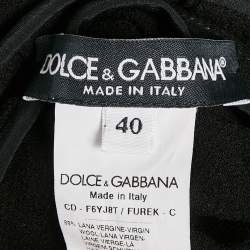 DOLCE & GABBANA
MADE IN ITALY
40
DOLCE & GABBANA
Made in Italy
CD - F6YJ8T / FUREK - C
LANA VERGINE-VIRGIN
WOOL-LANA VIRGEN-